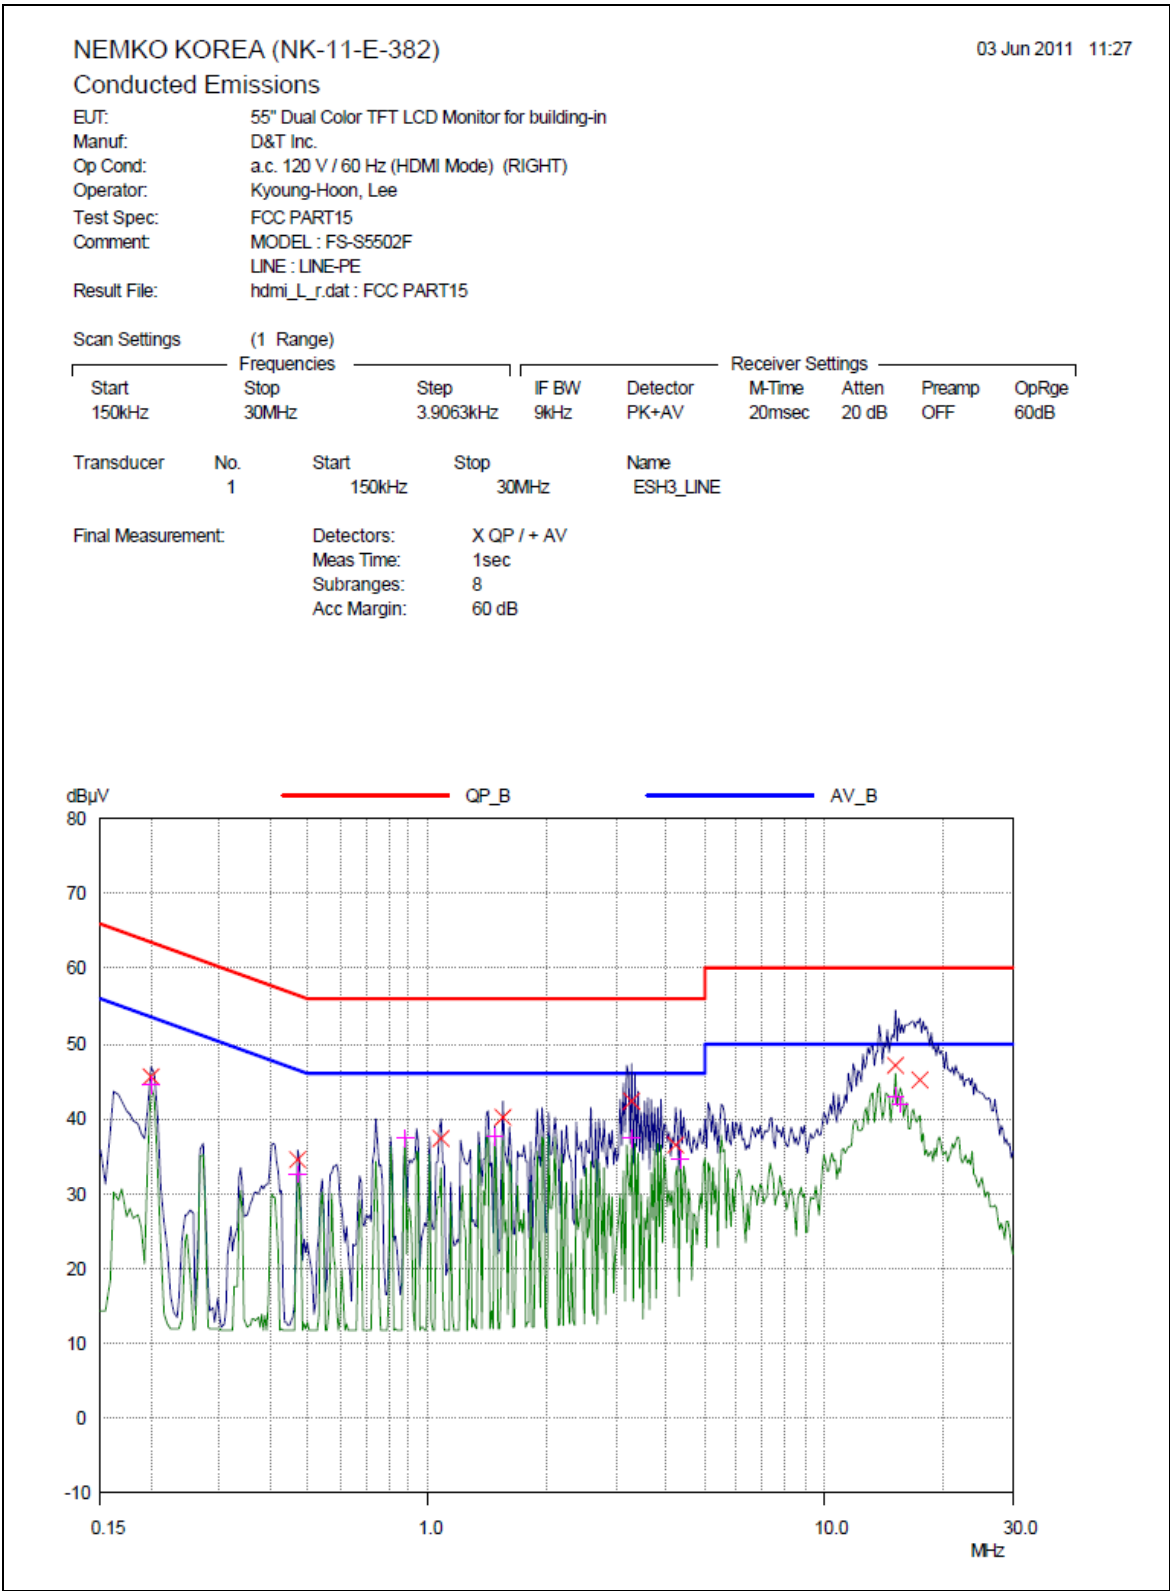 NEMKO KOREA (NK-11-E-382) 03 Jun 2011 11:27
Conducted Emissions
EUT: 55" Dual Color TFT LCD Monitor for building-in
Manuf: D&T Inc.
Op Cond: a.c. 120 V / 60 Hz (HDMI Mode) (RIGHT)
Operator: Kyoung-Hoon, Lee
Test Spec: FCC PART15
Comment: MODEL : FS-S5502F
LINE : LINE-PE
Result File: hdmi_L_r.dat : FCC PART15
Scan Settings (1 Range)
Frequencies Receiver Settings
Start Stop Step IF BW Detector M-Time Atten Preamp OpRge
150kHz 30MHz 3.9063kHz 9kHz PK+AV 20msec 20 dB OFF 60dB
Transducer No. Start Stop Name
1 150kHz 30MHz ESH3_LINE
Final Measurement: Detectors: X QP / + AV
Meas Time: 1sec
Subranges: 8
Acc Margin: 60 dB
dBµV QP_B AV_B
80
70
60
50
40
30
20
10
0
-10
0.15 1.0 10.0 30.0
MHz